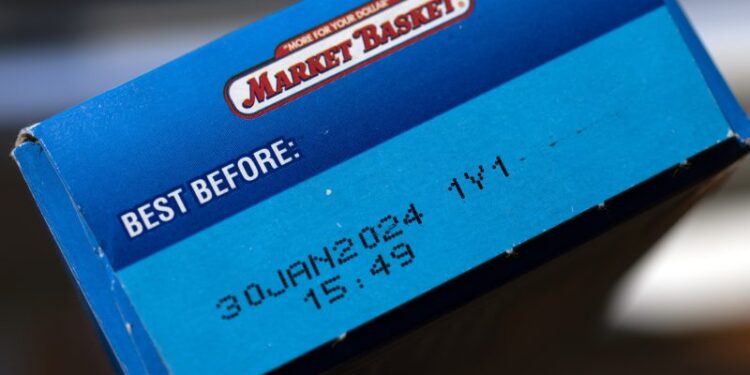 "MORE FOR YOUR DOLLAR"
MARKET BASKET®
BEST BEFORE:
30JAN2024 1Y1
15:49